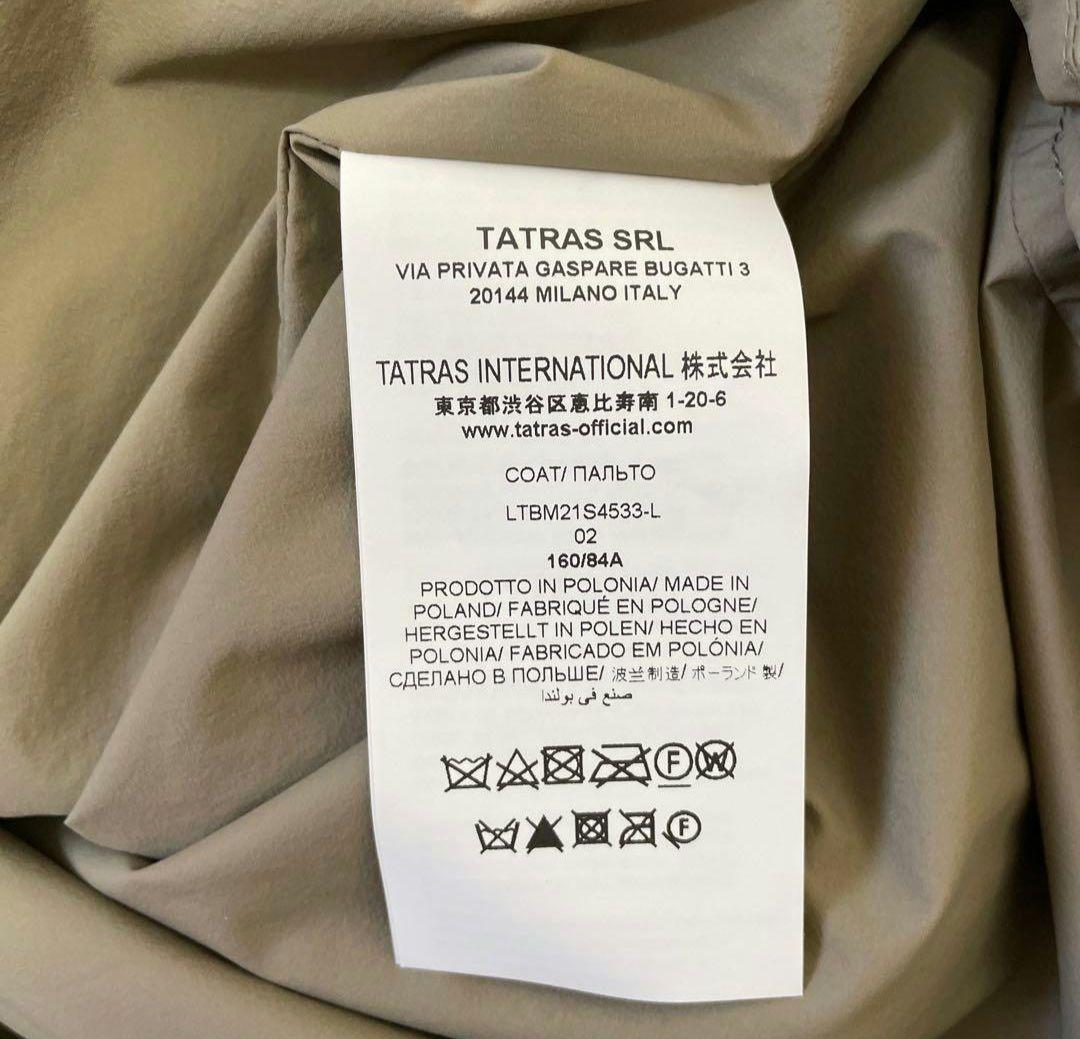 TATRAS SRL
VIA PRIVATA GASPARE BUGATTI 3
20144 MILANO ITALY
TATRAS INTERNATIONAL 株式会社
東京都渋谷区恵比寿南 1-20-6
www.tatras-official.com
COAT/ ПАЛЬТО
LTBM21S4533-L
02
160/84A
PRODOTTO IN POLONIA/ MADE IN
POLAND/ FABRIQUÉ EN POLOGNE/
HERGESTELLT IN POLEN/ HECHO EN
POLONIA/ FABRICADO EM POLÓNIA/
СДЕЛАНО В ПОЛЬШЕ/ 波兰制造/ ポーランド 製/
صنع في بولندا
F W
F